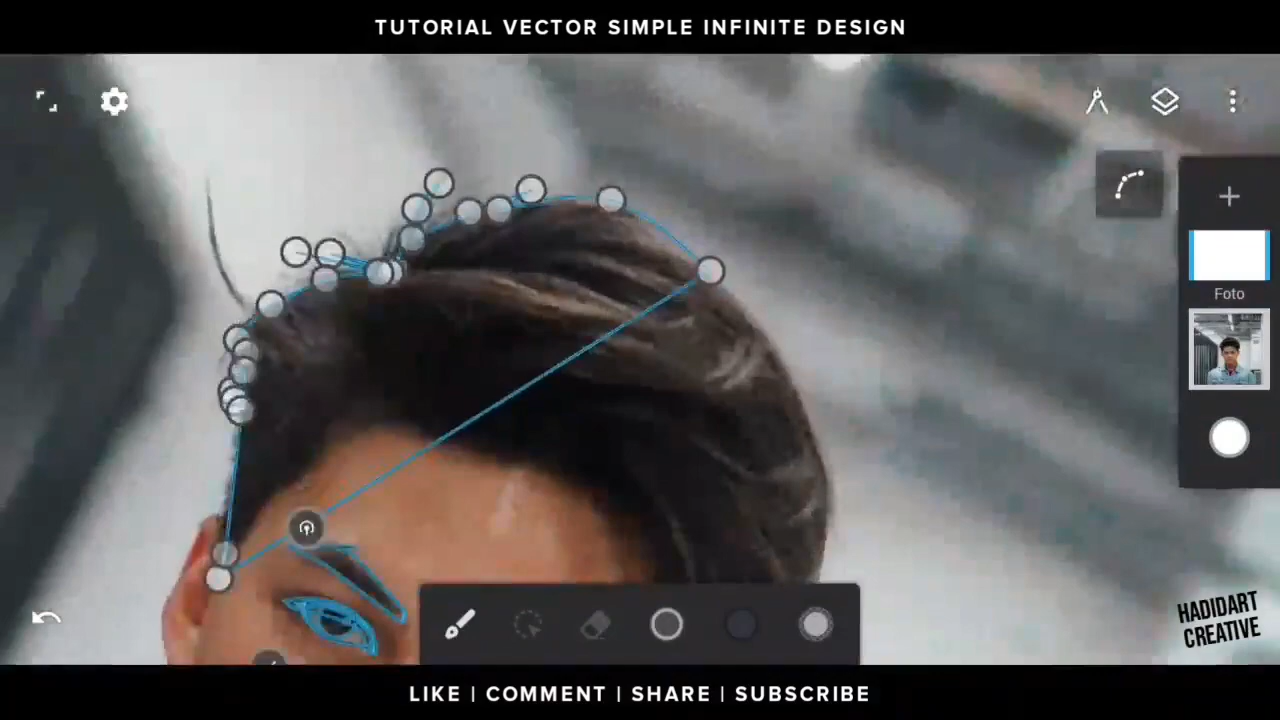 TUTORIAL VECTOR SIMPLE INFINITE DESIGN
Foto
HADIDART
CREATIVE
LIKE | COMMENT | SHARE | SUBSCRIBE